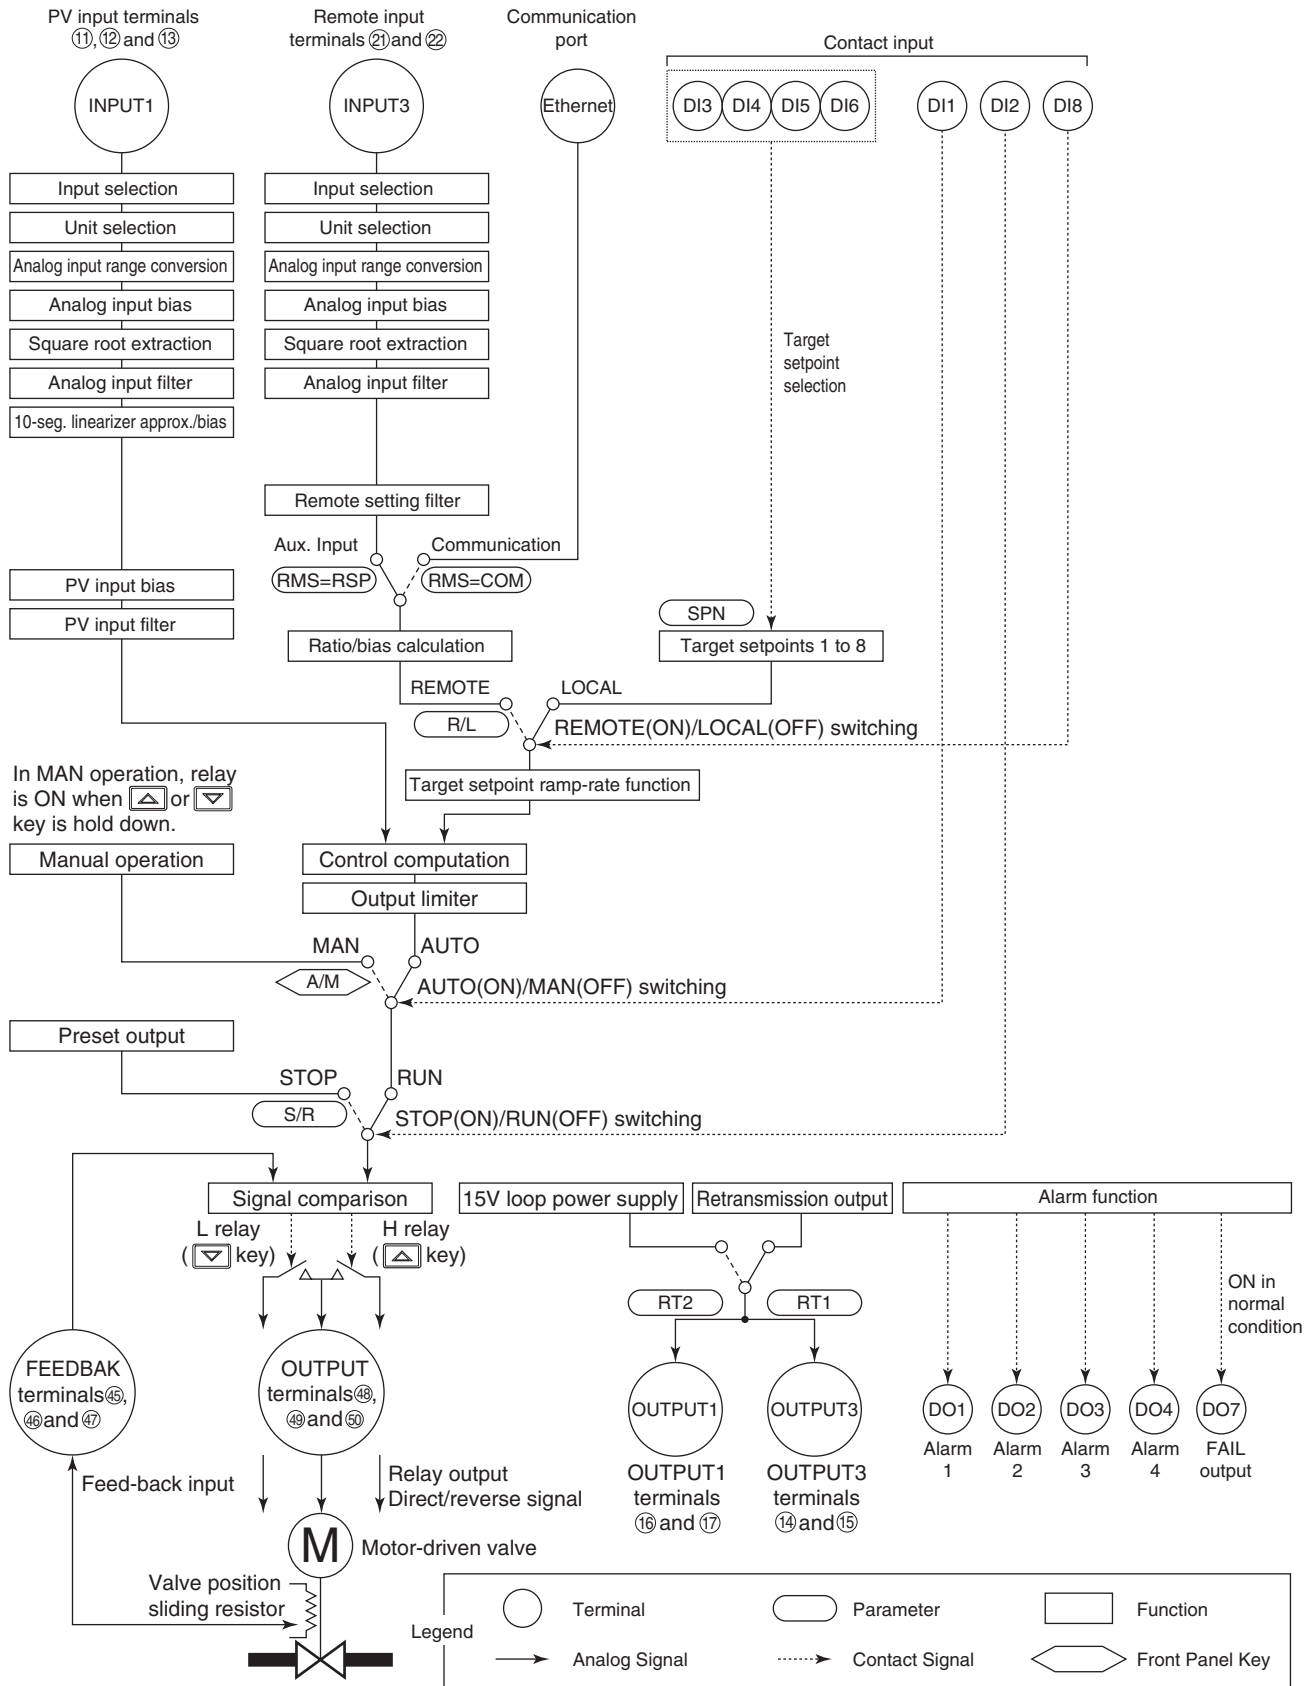 PV input terminals
⑪, ⑫ and ⑬
Remote input
terminals ㉑ and ㉒
Communication
port
Contact input
INPUT1
INPUT3
Ethernet
DI3
DI4
DI5
DI6
DI1
DI2
DI8
Input selection
Unit selection
Analog input range conversion
Analog input bias
Square root extraction
Analog input filter
10-seg. linearizer approx./bias
Input selection
Unit selection
Analog input range conversion
Analog input bias
Square root extraction
Analog input filter
Target
setpoint
selection
Remote setting filter
Aux. Input
Communication
RMS=RSP
RMS=COM
PV input bias
PV input filter
SPN
Ratio/bias calculation
Target setpoints 1 to 8
REMOTE
LOCAL
R/L
REMOTE(ON)/LOCAL(OFF) switching
Target setpoint ramp-rate function
In MAN operation, relay
is ON when △ or ▽
key is hold down.
Manual operation
Control computation
Output limiter
MAN
AUTO
A/M
AUTO(ON)/MAN(OFF) switching
Preset output
STOP
RUN
S/R
STOP(ON)/RUN(OFF) switching
Signal comparison
15V loop power supply
Retransmission output
Alarm function
L relay
( ▽ key)
H relay
( △ key)
RT2
RT1
ON in
normal
condition
FEEDBAK
terminals ㊺,
㊻ and ㊼
OUTPUT
terminals ㊽,
㊾ and ㊿
OUTPUT1
OUTPUT3
DO1
DO2
DO3
DO4
DO7
Alarm
1
Alarm
2
Alarm
3
Alarm
4
FAIL
output
OUTPUT1
terminals
⑯ and ⑰
OUTPUT3
terminals
⑭ and ⑮
Feed-back input
Relay output
Direct/reverse signal
M
Motor-driven valve
Valve position
sliding resistor
Legend
Terminal
Parameter
Function
Analog Signal
Contact Signal
Front Panel Key